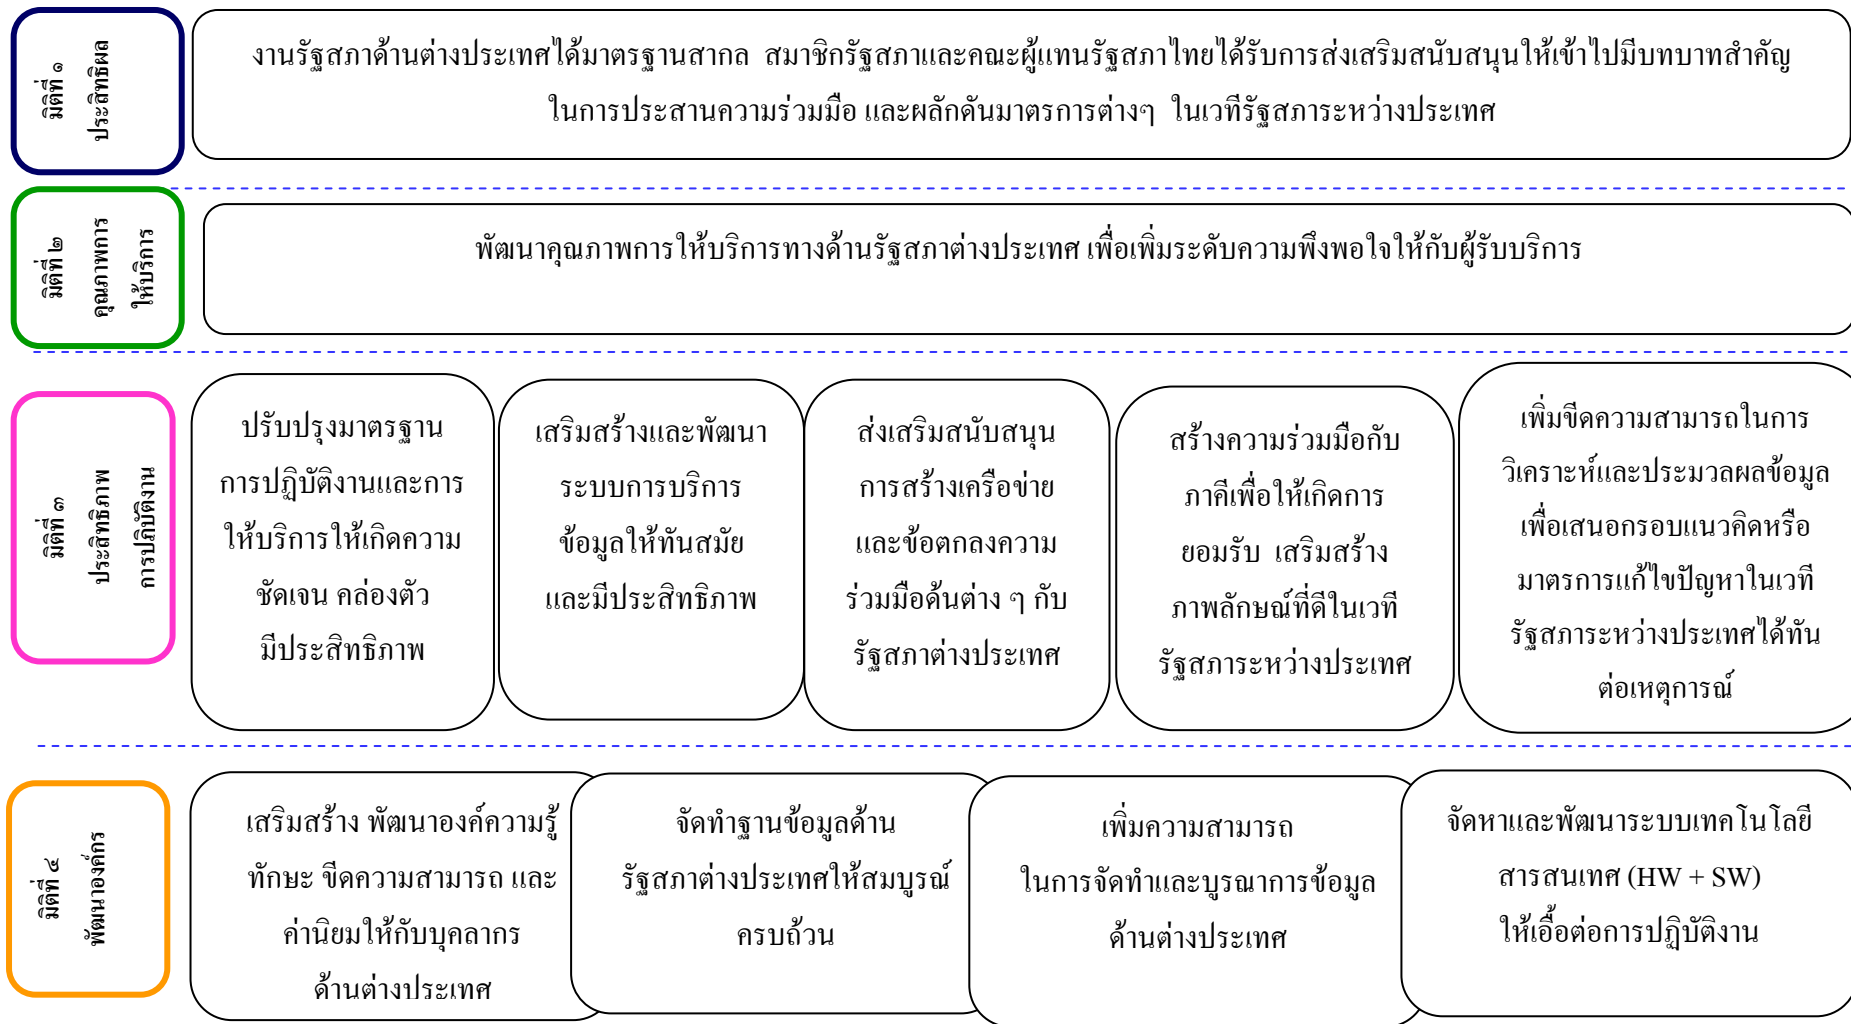 มิติที่ ๑
ประสิทธิผล
งานรัฐสภาด้านต่างประเทศได้มาตรฐานสากล  สมาชิกรัฐสภาและคณะผู้แทนรัฐสภาไทยได้รับการส่งเสริมสนับสนุนให้เข้าไปมีบทบาทสำคัญ
ในการประสานความร่วมมือ และผลักดันมาตรการต่างๆ  ในเวทีรัฐสภาระหว่างประเทศ
มิติที่ ๒
คุณภาพการ
ให้บริการ
พัฒนาคุณภาพการให้บริการทางด้านรัฐสภาต่างประเทศ เพื่อเพิ่มระดับความพึงพอใจให้กับผู้รับบริการ
มิติที่ ๓
ประสิทธิภาพ
การปฏิบัติงาน
ปรับปรุงมาตรฐาน
การปฏิบัติงานและการ
ให้บริการให้เกิดความ
ชัดเจน คล่องตัว
มีประสิทธิภาพ
เสริมสร้างและพัฒนา
ระบบการบริการ
ข้อมูลให้ทันสมัย
และมีประสิทธิภาพ
ส่งเสริมสนับสนุน
การสร้างเครือข่าย
และข้อตกลงความ
ร่วมมือด้นต่าง ๆ กับ
รัฐสภาต่างประเทศ
สร้างความร่วมมือกับ
ภาคีเพื่อให้เกิดการ
ยอมรับ  เสริมสร้าง
ภาพลักษณ์ที่ดีในเวที
รัฐสภาระหว่างประเทศ
เพิ่มขีดความสามารถในการ
วิเคราะห์และประมวลผลข้อมูล
เพื่อเสนอกรอบแนวคิดหรือ
มาตรการแก้ไขปัญหาในเวที
รัฐสภาระหว่างประเทศได้ทัน
ต่อเหตุการณ์
มิติที่ ๔
พัฒนาองค์กร
เสริมสร้าง พัฒนาองค์ความรู้
ทักษะ ขีดความสามารถ และ
ค่านิยมให้กับบุคลากร
ด้านต่างประเทศ
จัดทำฐานข้อมูลด้าน
รัฐสภาต่างประเทศให้สมบูรณ์
ครบถ้วน
เพิ่มความสามารถ
ในการจัดทำและบูรณาการข้อมูล
ด้านต่างประเทศ
จัดหาและพัฒนาระบบเทคโนโลยี
สารสนเทศ (HW + SW)
ให้เอื้อต่อการปฏิบัติงาน